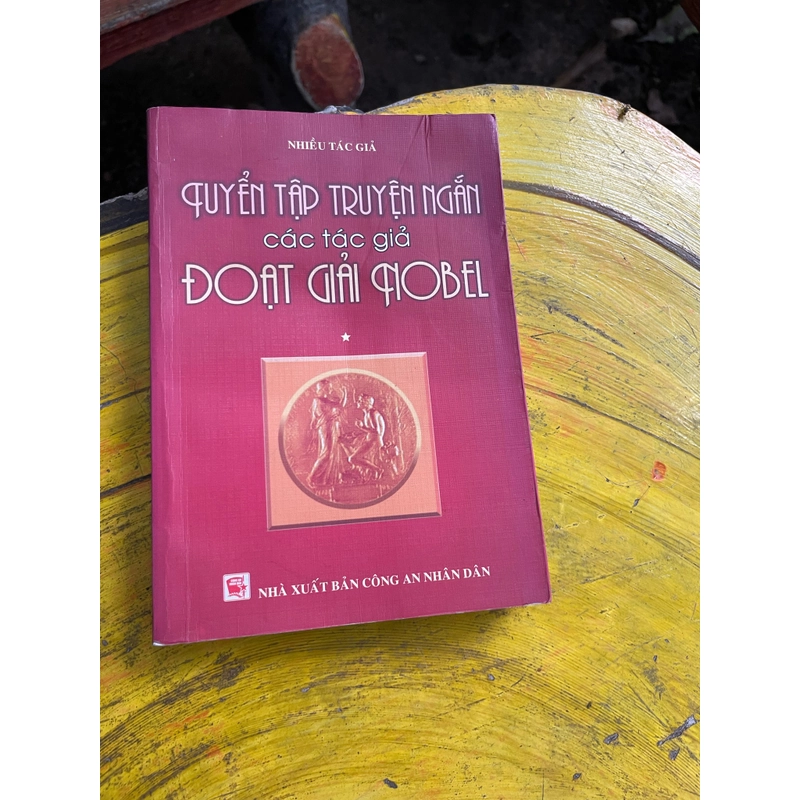 NHIỀU TÁC GIẢ
TUYỂN TẬP TRUYỆN NGẮN
các tác giả
ĐOẠT GIẢI NOBEL
NHÀ XUẤT BẢN CÔNG AN NHÂN DÂN